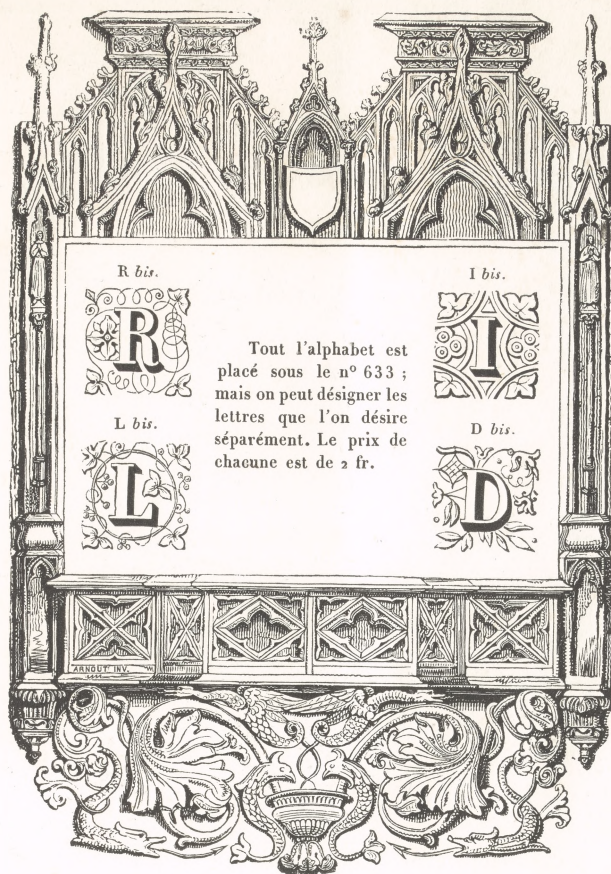 R bis.
R
I bis.
I
Tout l'alphabet est
placé sous le nº 633 ;
mais on peut désigner les
lettres que l'on désire
séparément. Le prix de
chacune est de 2 fr.
L bis.
L
D bis.
D
ARNOUT. INV.